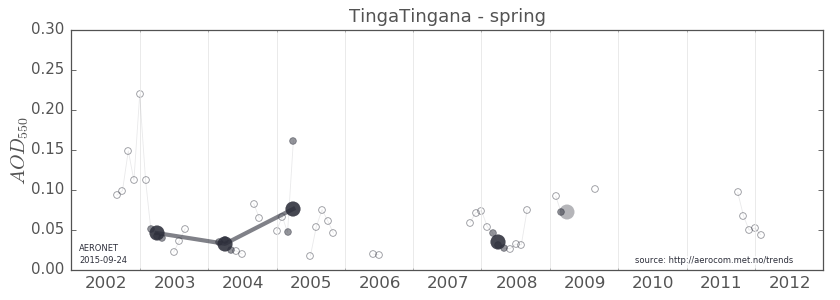 TingaTingana - spring
0.30
0.25
0.20
0.15
0.10
0.05
0.00
AOD550
AERONET
2015-09-24
source: http://aerocom.met.no/trends
2002 2003 2004 2005 2006 2007 2008 2009 2010 2011 2012